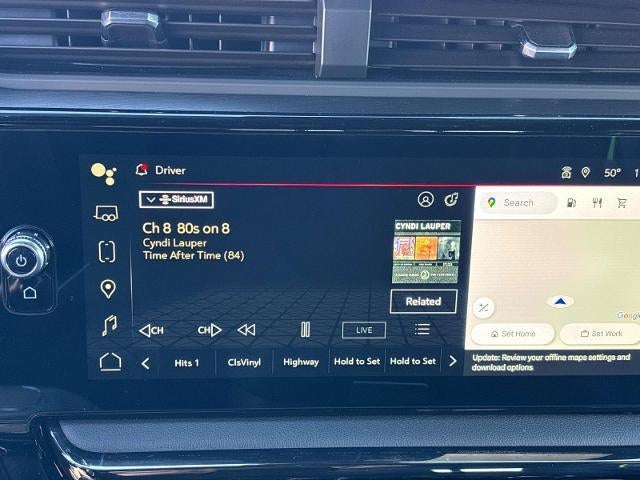 Driver
50°
SiriusXM
Search
Ch 8 80s on 8
Cyndi Lauper
Time After Time (84)
CYNDI LAUPER
Related
CH
CH
LIVE
Google
Set Home
Set Work
Hits 1
ClsVinyl
Highway
Hold to Set
Hold to Set
Update: Review your offline maps settings and
download options